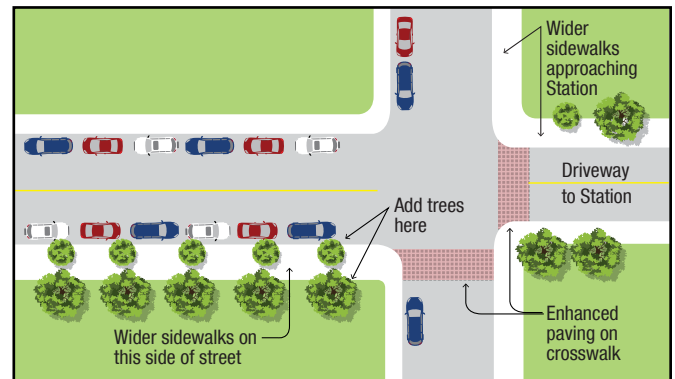 Wider
sidewalks
approaching
Station
Driveway
to Station
Add trees
here
Wider sidewalks on
this side of street
Enhanced
paving on
crosswalk